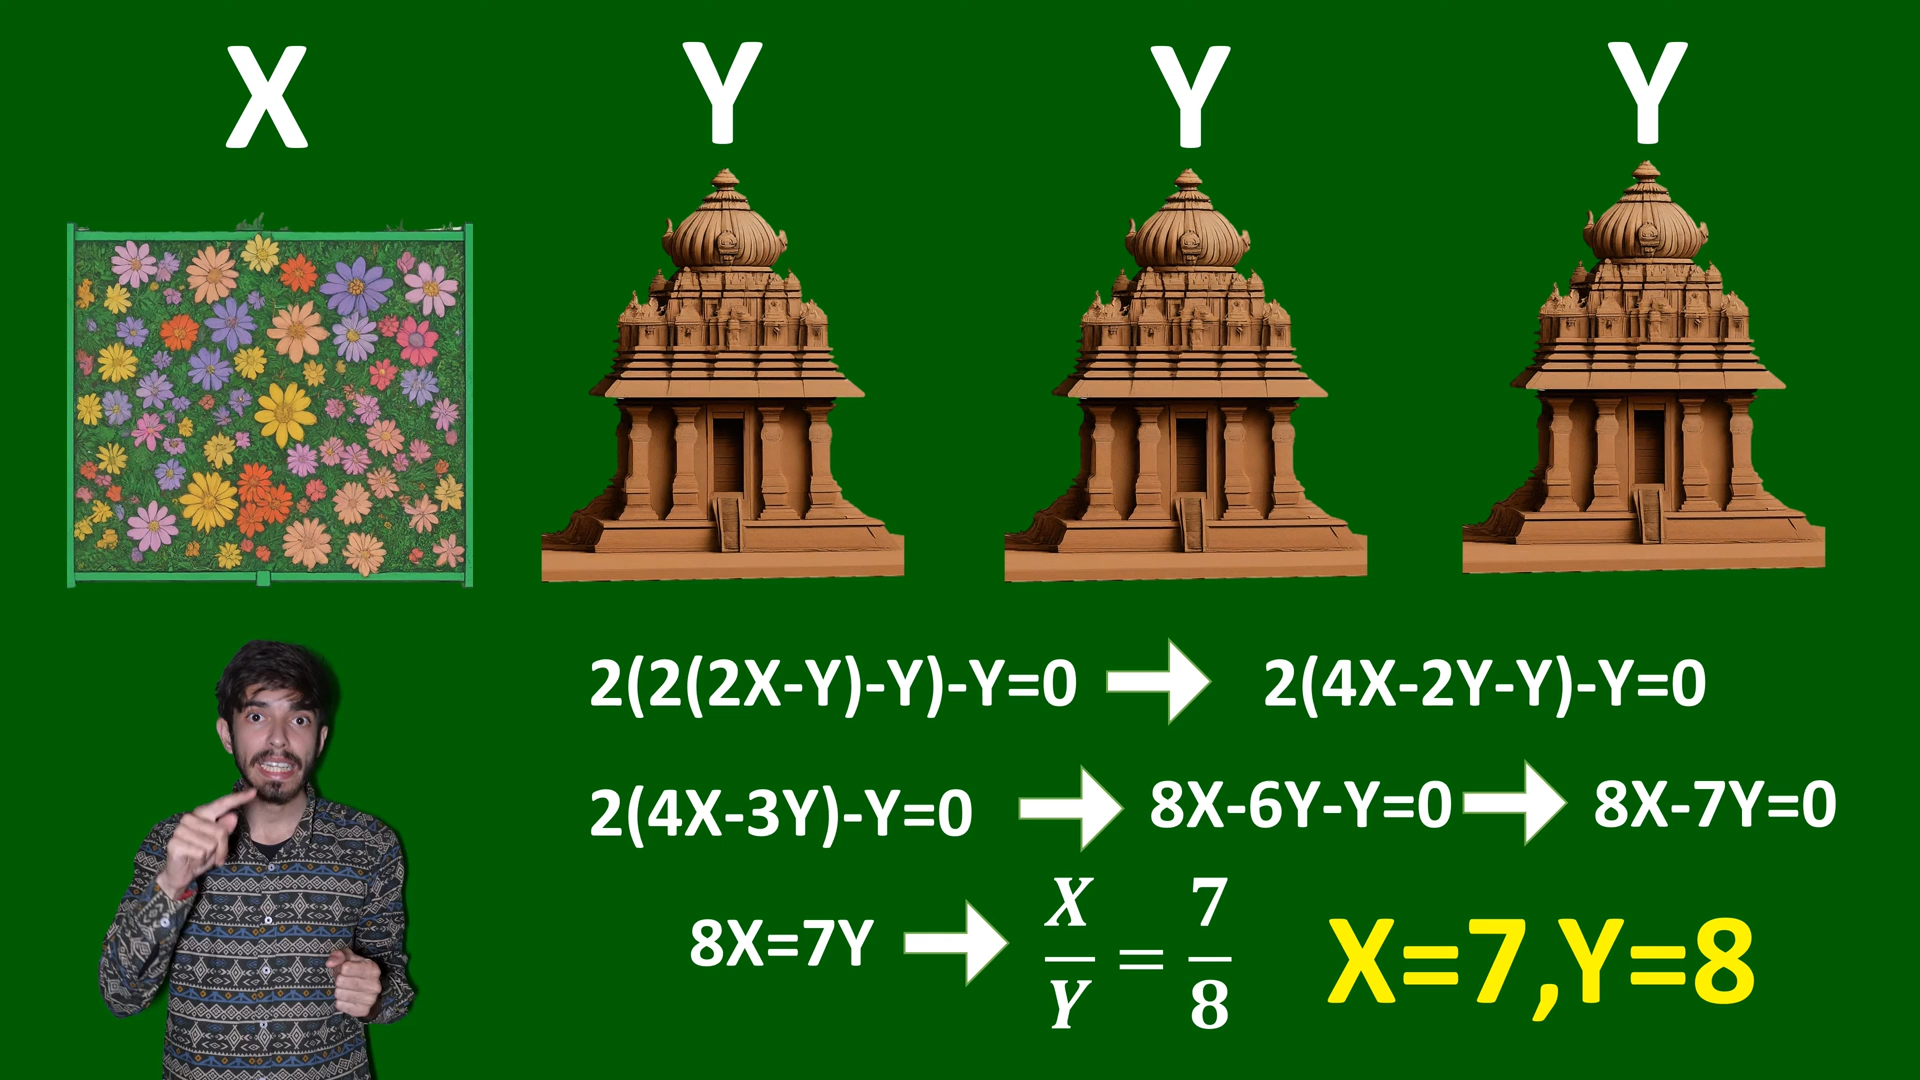 X Y Y Y
2(2(2X-Y)-Y)-Y=0 2(4X-2Y-Y)-Y=0
2(4X-3Y)-Y=0 8X-6Y-Y=0 8X-7Y=0
8X=7Y X/Y=7/8 X=7,Y=8